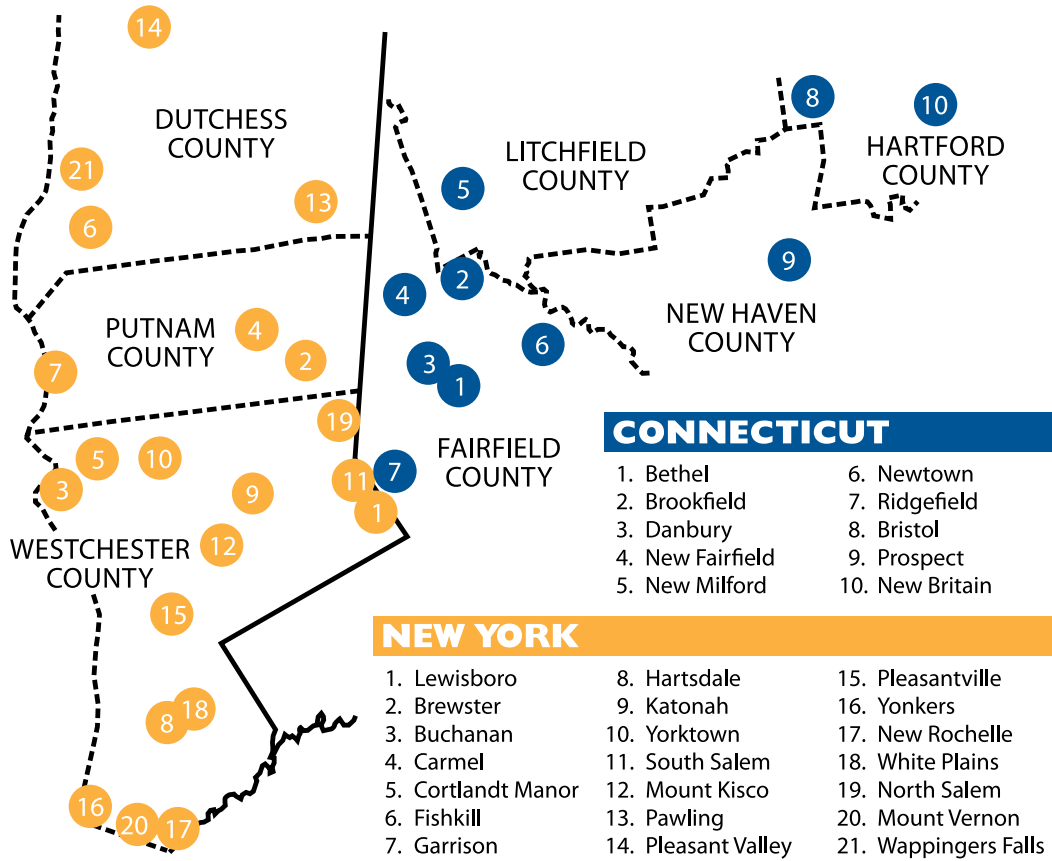 14
8
10
DUTCHESS
COUNTY
LITCHFIELD
COUNTY
HARTFORD
COUNTY
21
5
13
6
9
2
4
NEW HAVEN
COUNTY
PUTNAM
COUNTY
4
6
2
3
7
1
19
CONNECTICUT
FAIRFIELD
COUNTY
5
10
7
11
3
9
1
1. Bethel
2. Brookfield
3. Danbury
4. New Fairfield
5. New Milford
6. Newtown
7. Ridgefield
8. Bristol
9. Prospect
10. New Britain
12
WESTCHESTER
COUNTY
15
NEW YORK
8
18
16
20
17
1. Lewisboro
2. Brewster
3. Buchanan
4. Carmel
5. Cortlandt Manor
6. Fishkill
7. Garrison
8. Hartsdale
9. Katonah
10. Yorktown
11. South Salem
12. Mount Kisco
13. Pawling
14. Pleasant Valley
15. Pleasantville
16. Yonkers
17. New Rochelle
18. White Plains
19. North Salem
20. Mount Vernon
21. Wappingers Falls